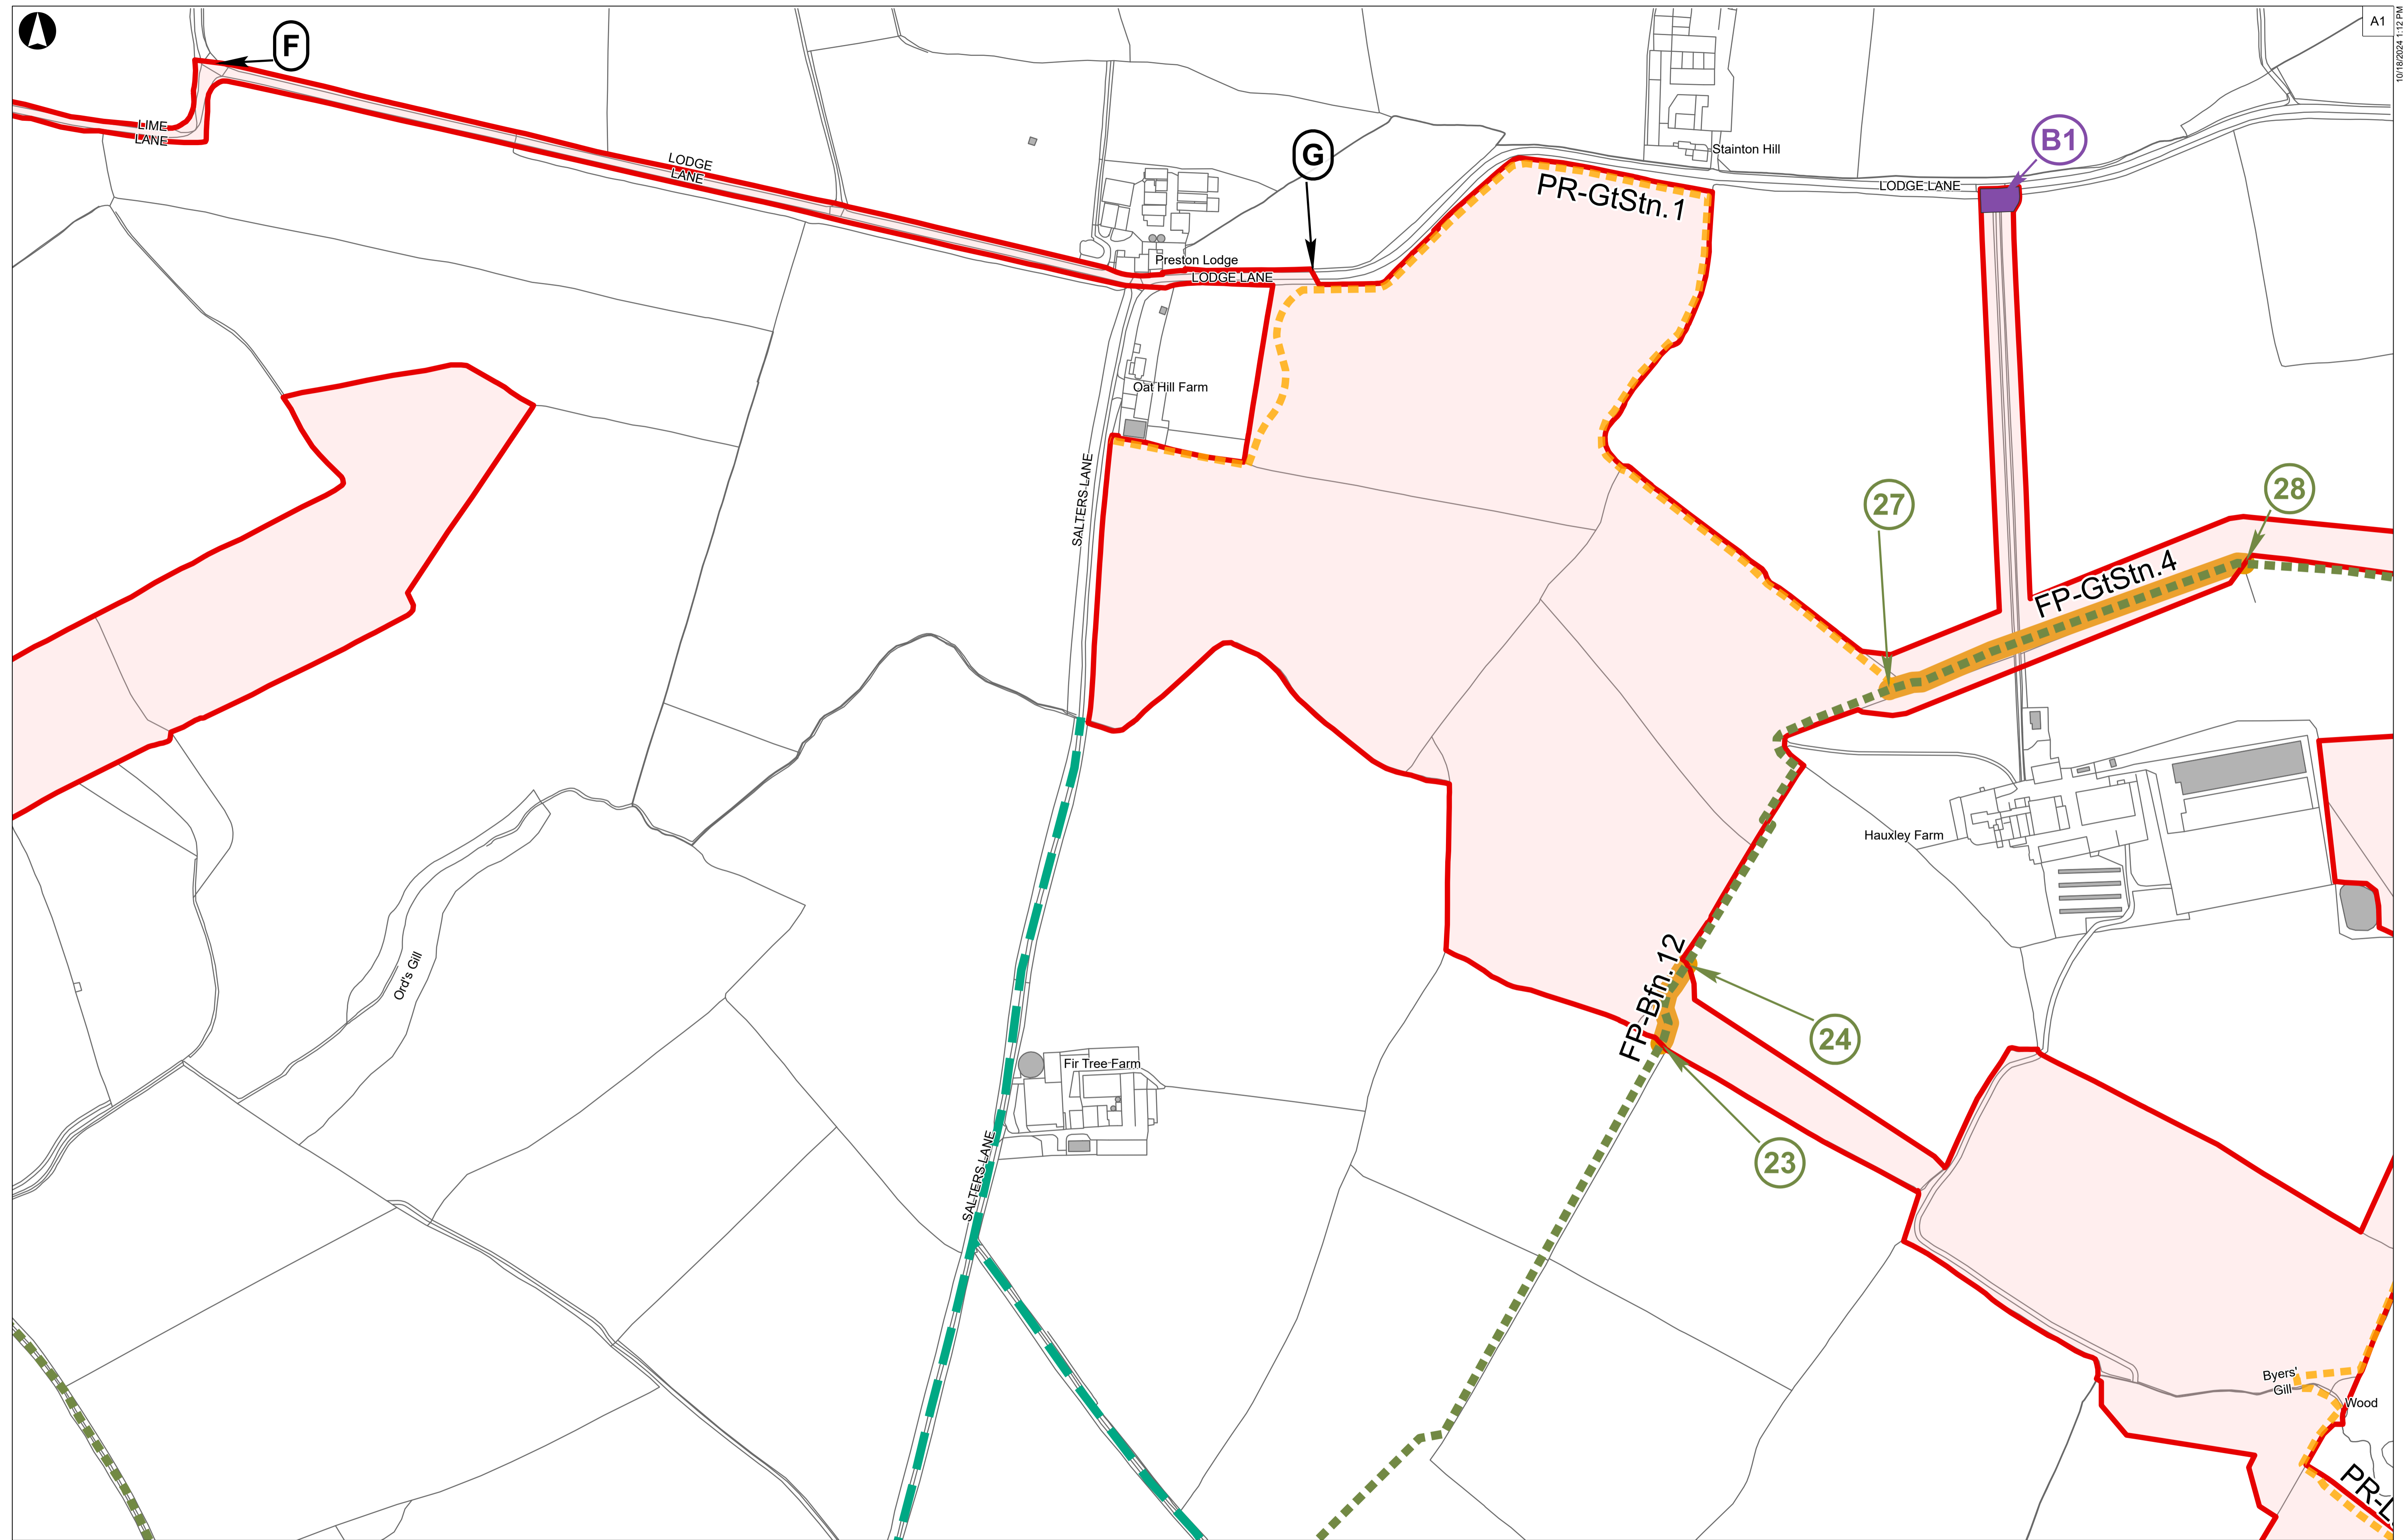 A1
10/18/2024 1:12 PM
F
LIME
LANE
LODGE
LANE
G
B1
Stainton Hill
PR-GtStn.1
LODGE LANE
Preston Lodge
LODGE LANE
Oat Hill Farm
SALTERS LANE
27
28
FP-GtStn.4
Hauxley Farm
FP-Bfn.12
Ord's Gill
24
Fir Tree Farm
23
SALTERS LANE
Byers'
Gill
Wood